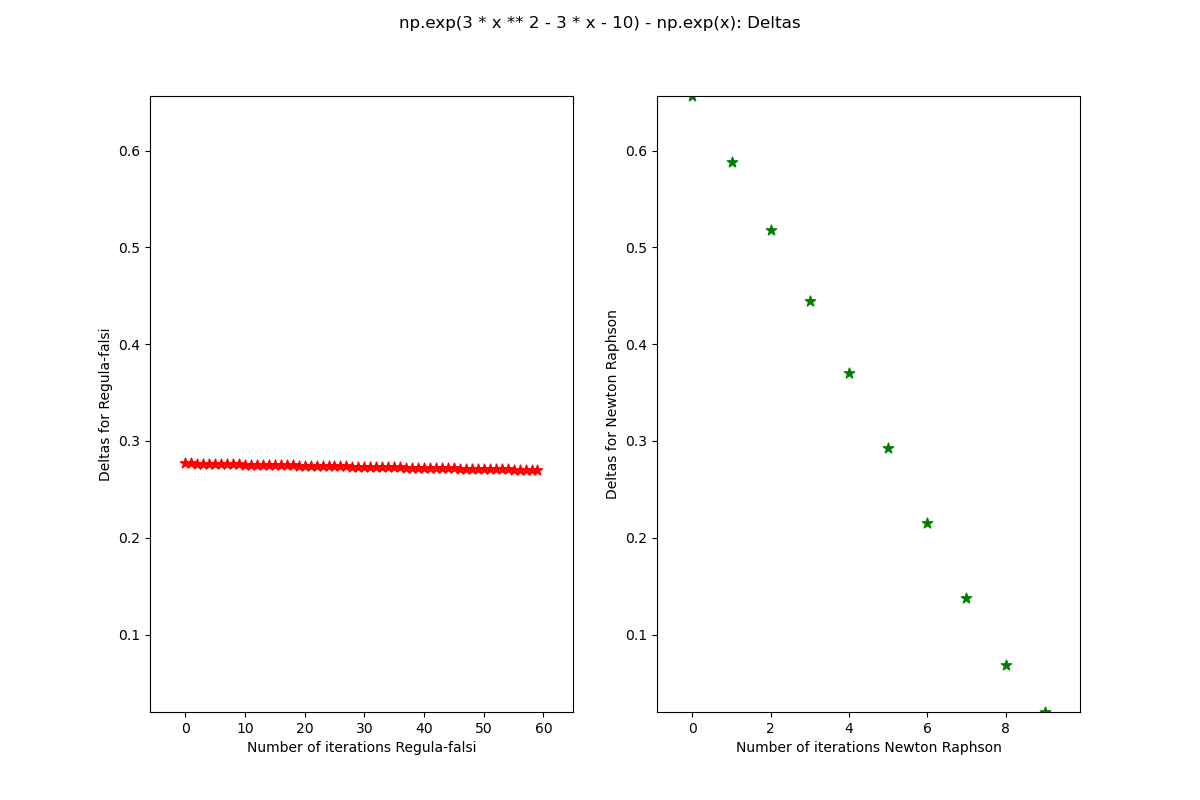 np.exp(3 * x ** 2 - 3 * x - 10) - np.exp(x): Deltas
0.6
0.5
0.4
0.3
0.2
0.1
Deltas for Regula-falsi
0 10 20 30 40 50 60
Number of iterations Regula-falsi
0.6
0.5
0.4
0.3
0.2
0.1
Deltas for Newton Raphson
0 2 4 6 8
Number of iterations Newton Raphson